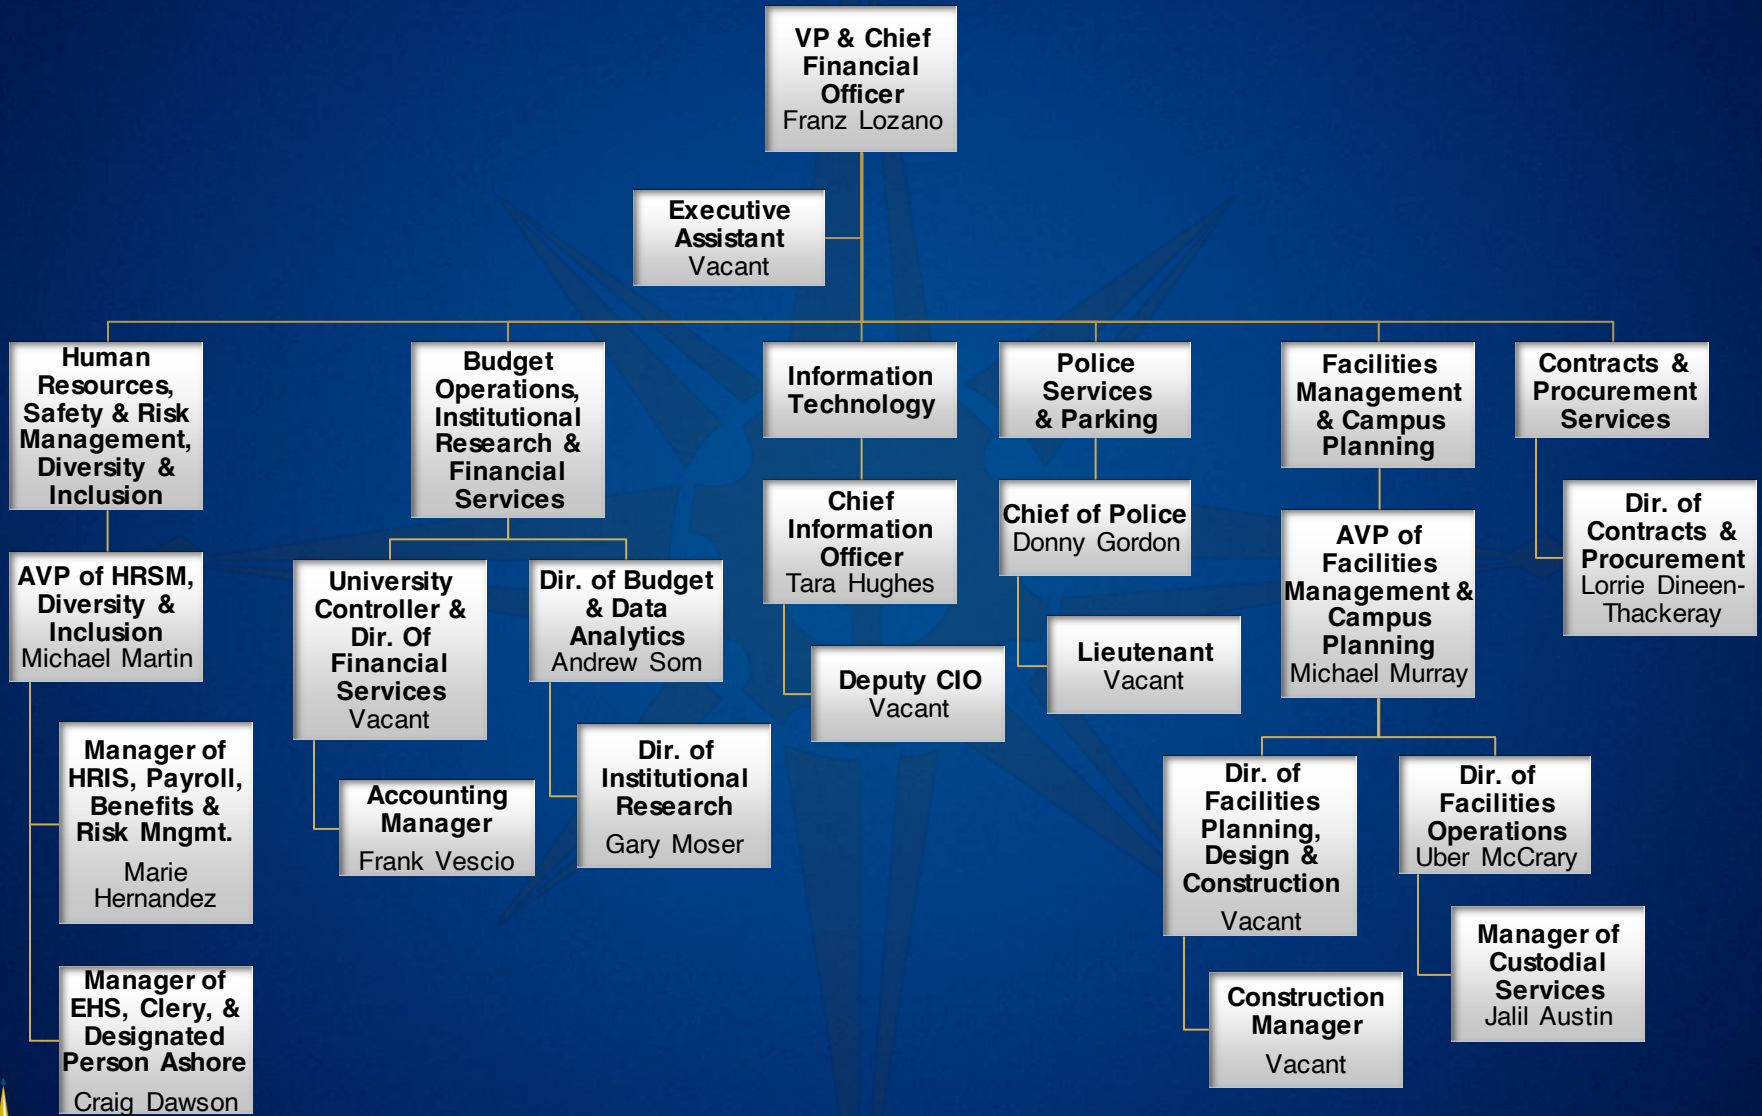 VP & Chief
Financial
Officer
Franz Lozano
Executive
Assistant
Vacant
Human
Resources,
Safety & Risk
Management,
Diversity &
Inclusion
AVP of HRSM,
Diversity &
Inclusion
Michael Martin
Manager of
HRIS, Payroll,
Benefits &
Risk Mngmt.
Marie
Hernandez
Manager of
EHS, Clery, &
Designated
Person Ashore
Craig Dawson
Budget
Operations,
Institutional
Research &
Financial
Services
University
Controller &
Dir. Of
Financial
Services
Vacant
Accounting
Manager
Frank Vescio
Dir. of Budget
& Data
Analytics
Andrew Som
Dir. of
Institutional
Research
Gary Moser
Information
Technology
Chief
Information
Officer
Tara Hughes
Deputy CIO
Vacant
Police
Services
& Parking
Chief of Police
Donny Gordon
Lieutenant
Vacant
Facilities
Management
& Campus
Planning
AVP of
Facilities
Management &
Campus
Planning
Michael Murray
Dir. of
Facilities
Planning,
Design &
Construction
Vacant
Construction
Manager
Vacant
Dir. of
Facilities
Operations
Uber McCrary
Manager of
Custodial
Services
Jalil Austin
Contracts &
Procurement
Services
Dir. of
Contracts &
Procurement
Lorrie Dineen-
Thackeray